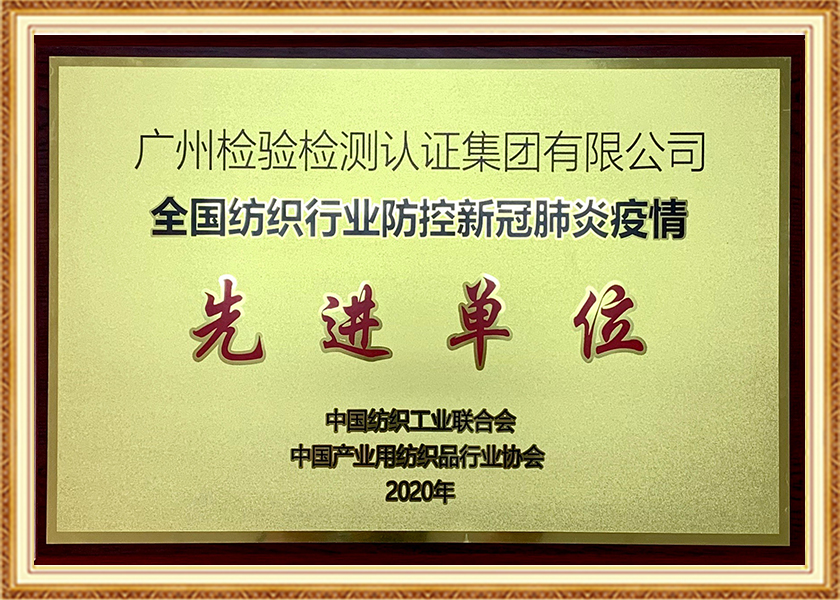 广州检验检测认证集团有限公司
全国纺织行业防控新冠肺炎疫情
先进单位
中国纺织工业联合会
中国产业用纺织品行业协会
2020年